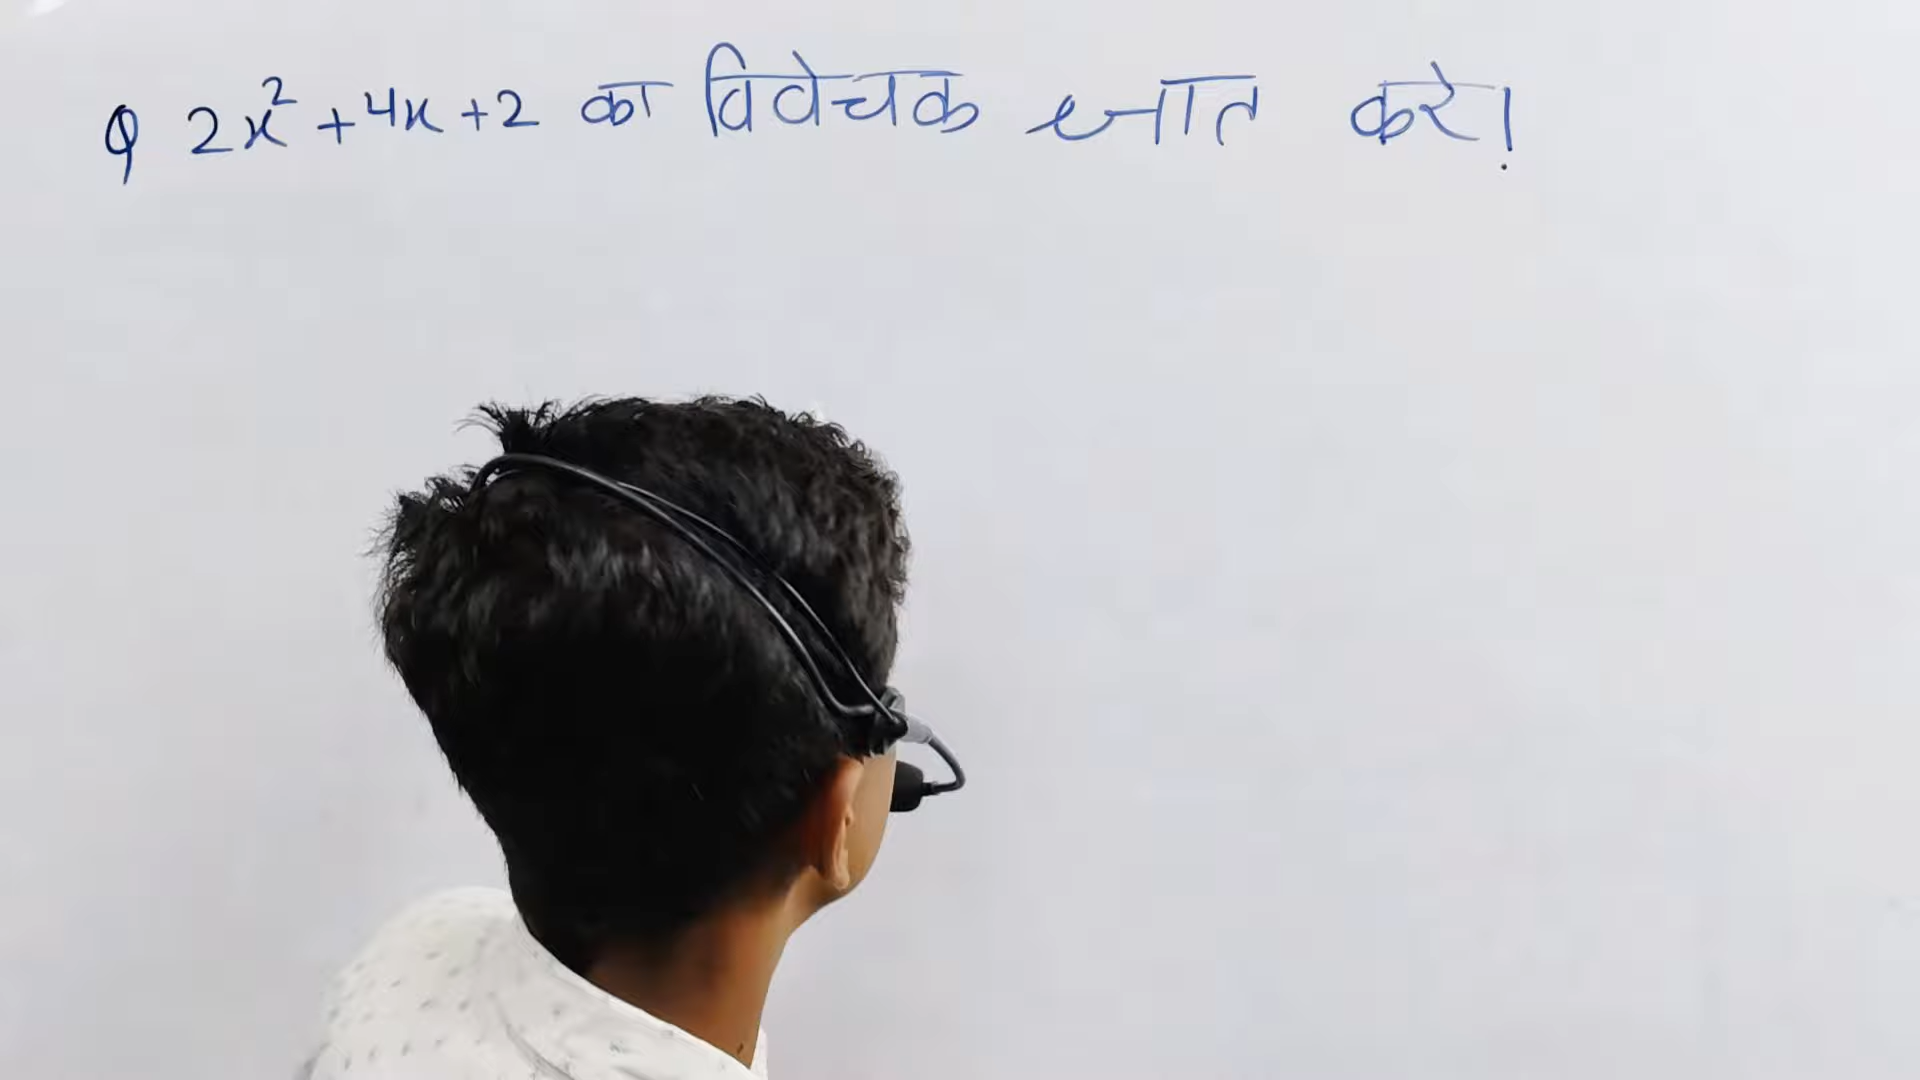 Q 2x² + 4x + 2 का विवेचक ज्ञात करे।